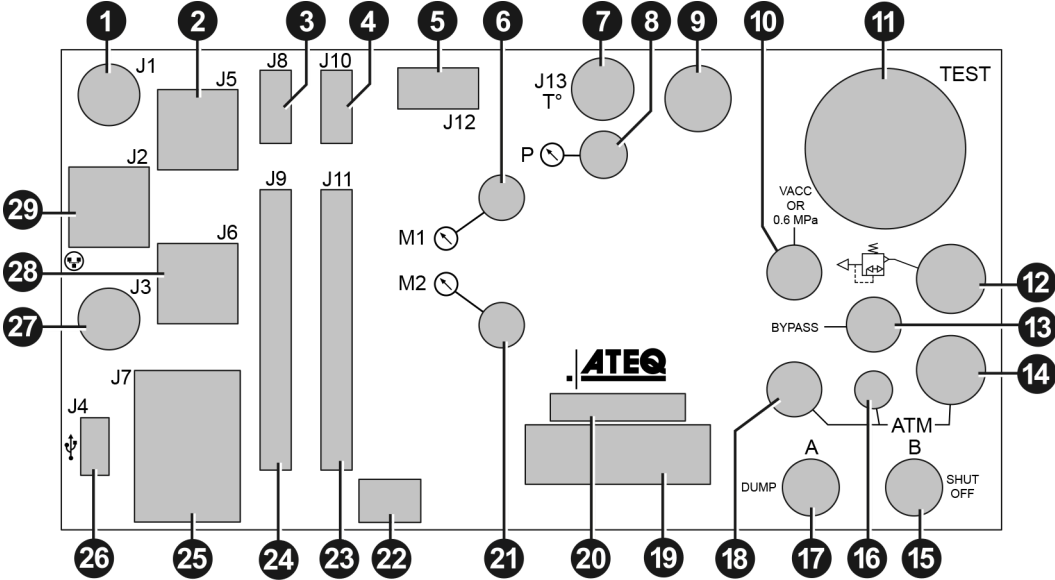 1
2
3
4
5
6
7
8
9
10
11
J1
J5
J8
J10
J12
J13
T°
TEST
P
J2
J9
J11
VACC
OR
0.6 MPa
29
M1
J6
28
M2
12
J3
27
BYPASS
13
ATEQ
14
J7
J4
ATM
A
B
DUMP
SHUT
OFF
26
25
24
23
22
21
20
19
18
17
16
15